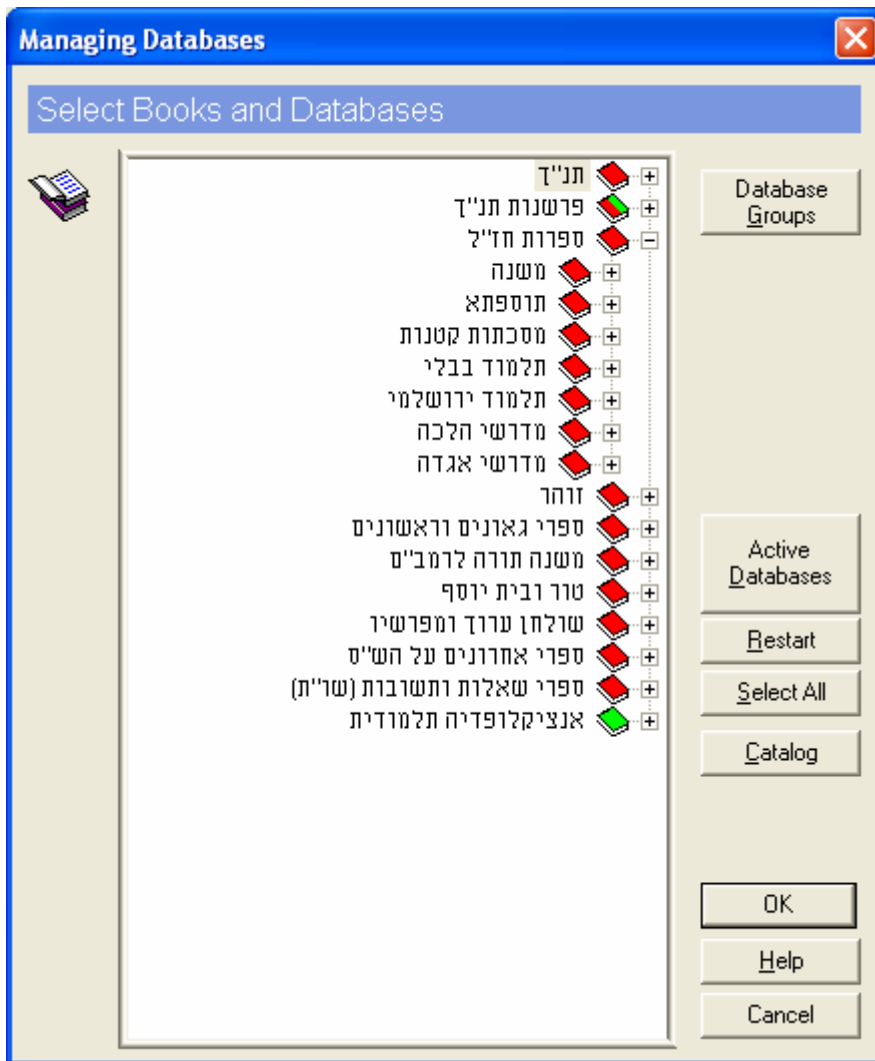 Managing Databases
Select Books and Databases
תנ"ך
פרשנות תנ"ך
ספרות חז"ל
משנה
תוספתא
מסכתות קטנות
תלמוד בבלי
תלמוד ירושלמי
מדרשי הלכה
מדרשי אגדה
זוהר
ספרי גאונים וראשונים
משנה תורה לרמב"ם
טור ובית יוסף
שולחן ערוך ומפרשיו
ספרי אחרונים על הש"ס
ספרי שאלות ותשובות (שו"ת)
אנציקלופדיה תלמודית
Database
Groups
Active
Databases
Restart
Select All
Catalog
OK
Help
Cancel